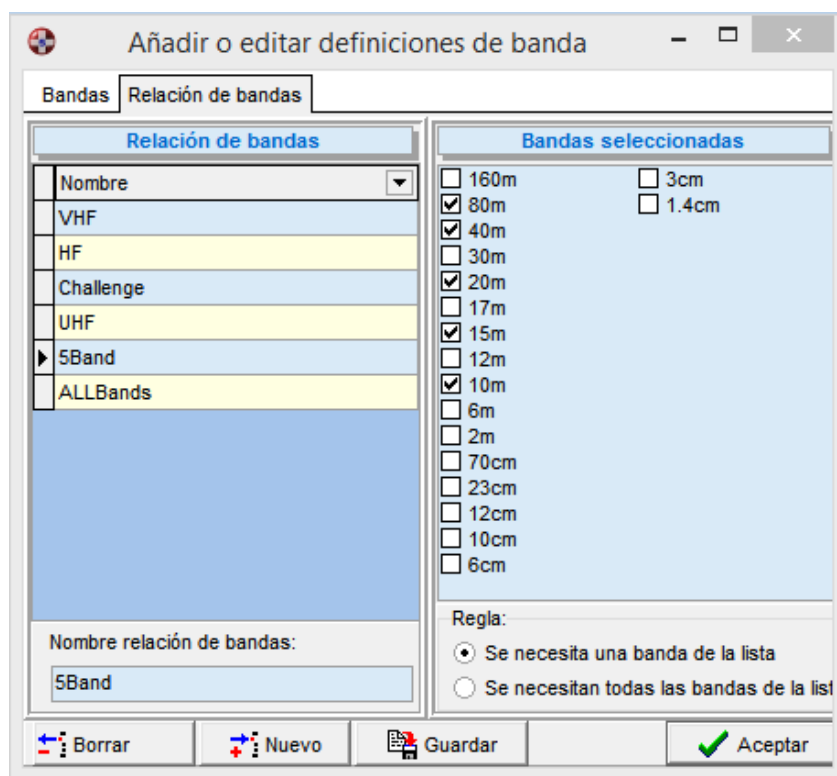 Añadir o editar definiciones de banda
Bandas Relación de bandas
Relación de bandas
Nombre
VHF
HF
Challenge
UHF
5Band
ALLBands
Nombre relación de bandas:
5Band
Bandas seleccionadas
160m
80m
40m
30m
20m
17m
15m
12m
10m
6m
2m
70cm
23cm
12cm
10cm
6cm
3cm
1.4cm
Regla:
Se necesita una banda de la lista
Se necesitan todas las bandas de la
Borrar Nuevo Guardar Aceptar